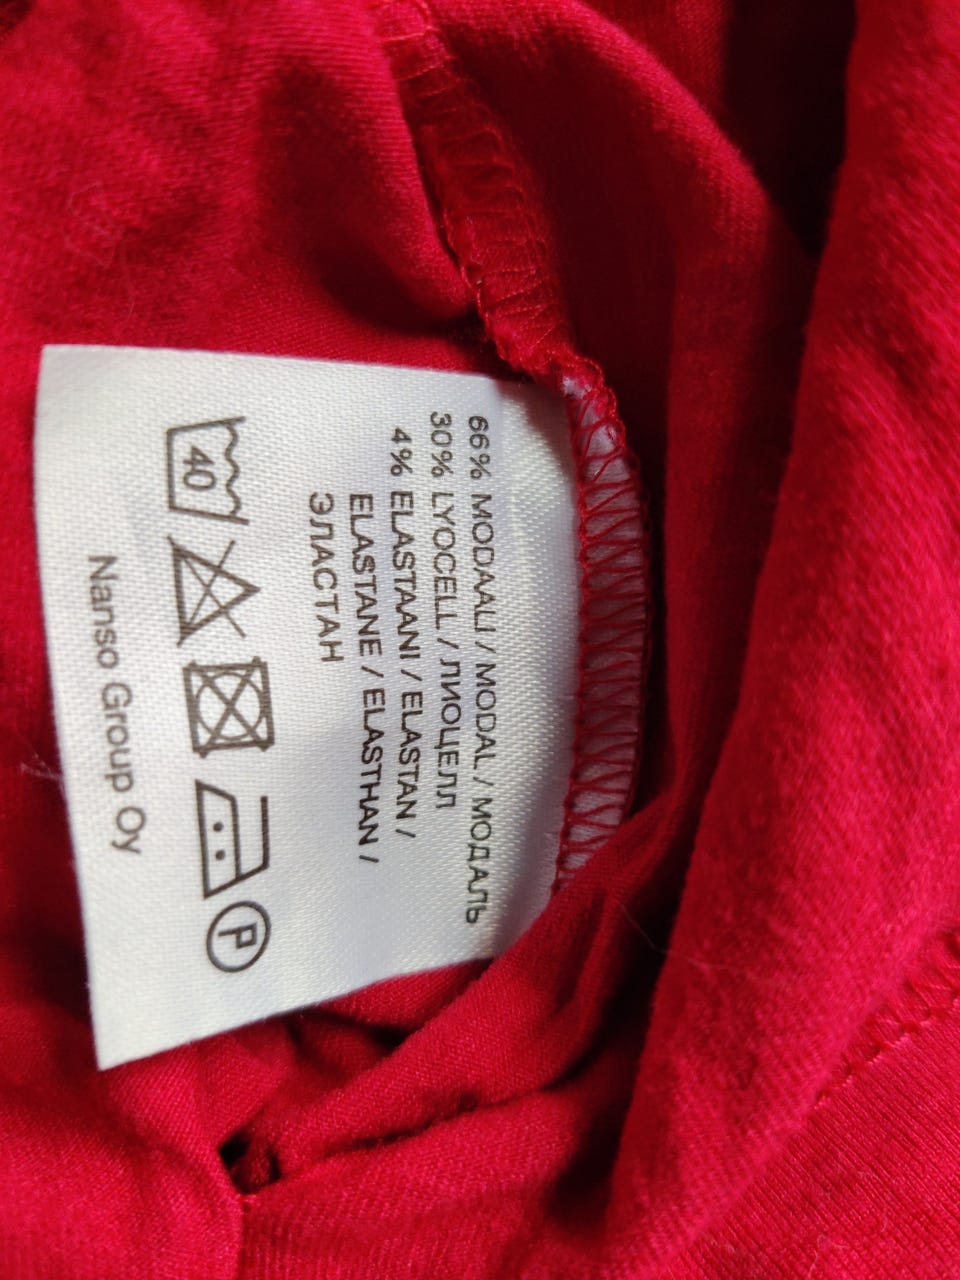 66% MODAALI / MODAL / МОДАЛЬ
30% LYOCELL / ЛИОЦЕЛЛ
4% ELASTAANI / ELASTAN /
ELASTANE / ELASTHAN /
ЭЛАСТАН
40
P
Nanso Group Oy